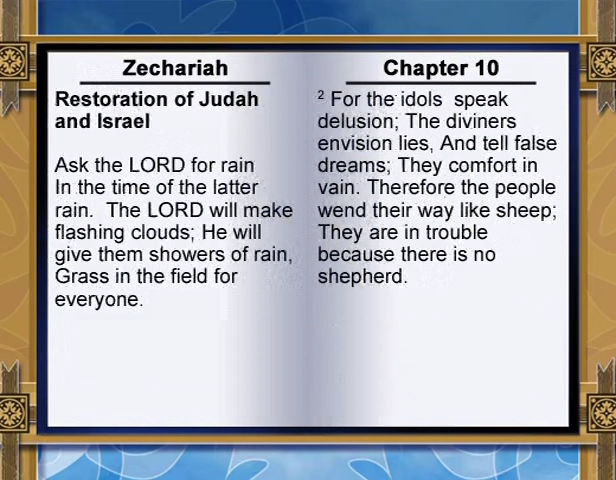 Zechariah
Restoration of Judah
and Israel
Ask the LORD for rain
In the time of the latter
rain.  The LORD will make
flashing clouds; He will
give them showers of rain,
Grass in the field for
everyone.
Chapter 10
² For the idols  speak
delusion; The diviners
envision lies, And tell false
dreams; They comfort in
vain. Therefore the people
wend their way like sheep;
They are in trouble
because there is no
shepherd.